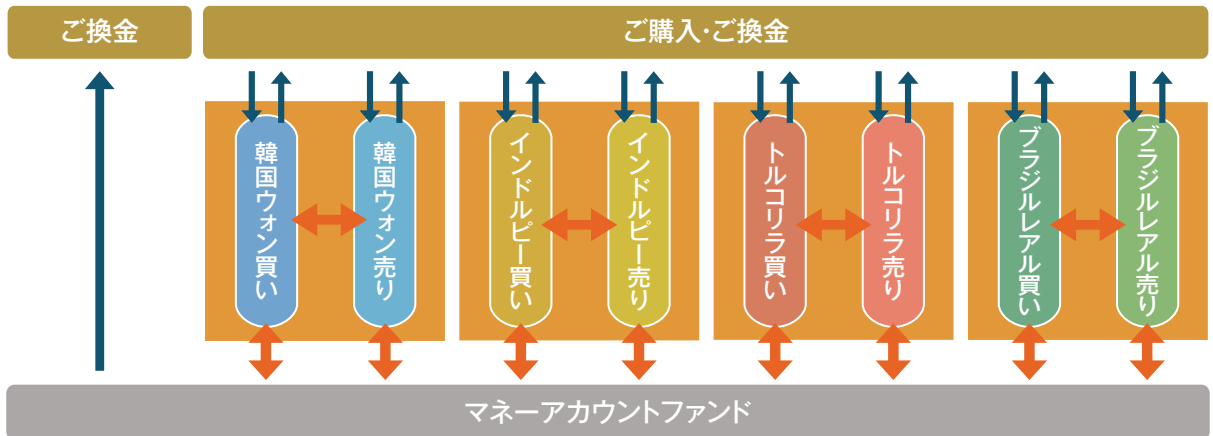 ご換金
ご購入・ご換金
韓国ウォン買い
韓国ウォン売り
インドルピー買い
インドルピー売り
トルコリラ買い
トルコリラ売り
ブラジルレアル買い
ブラジルレアル売り
マネーアカウントファンド